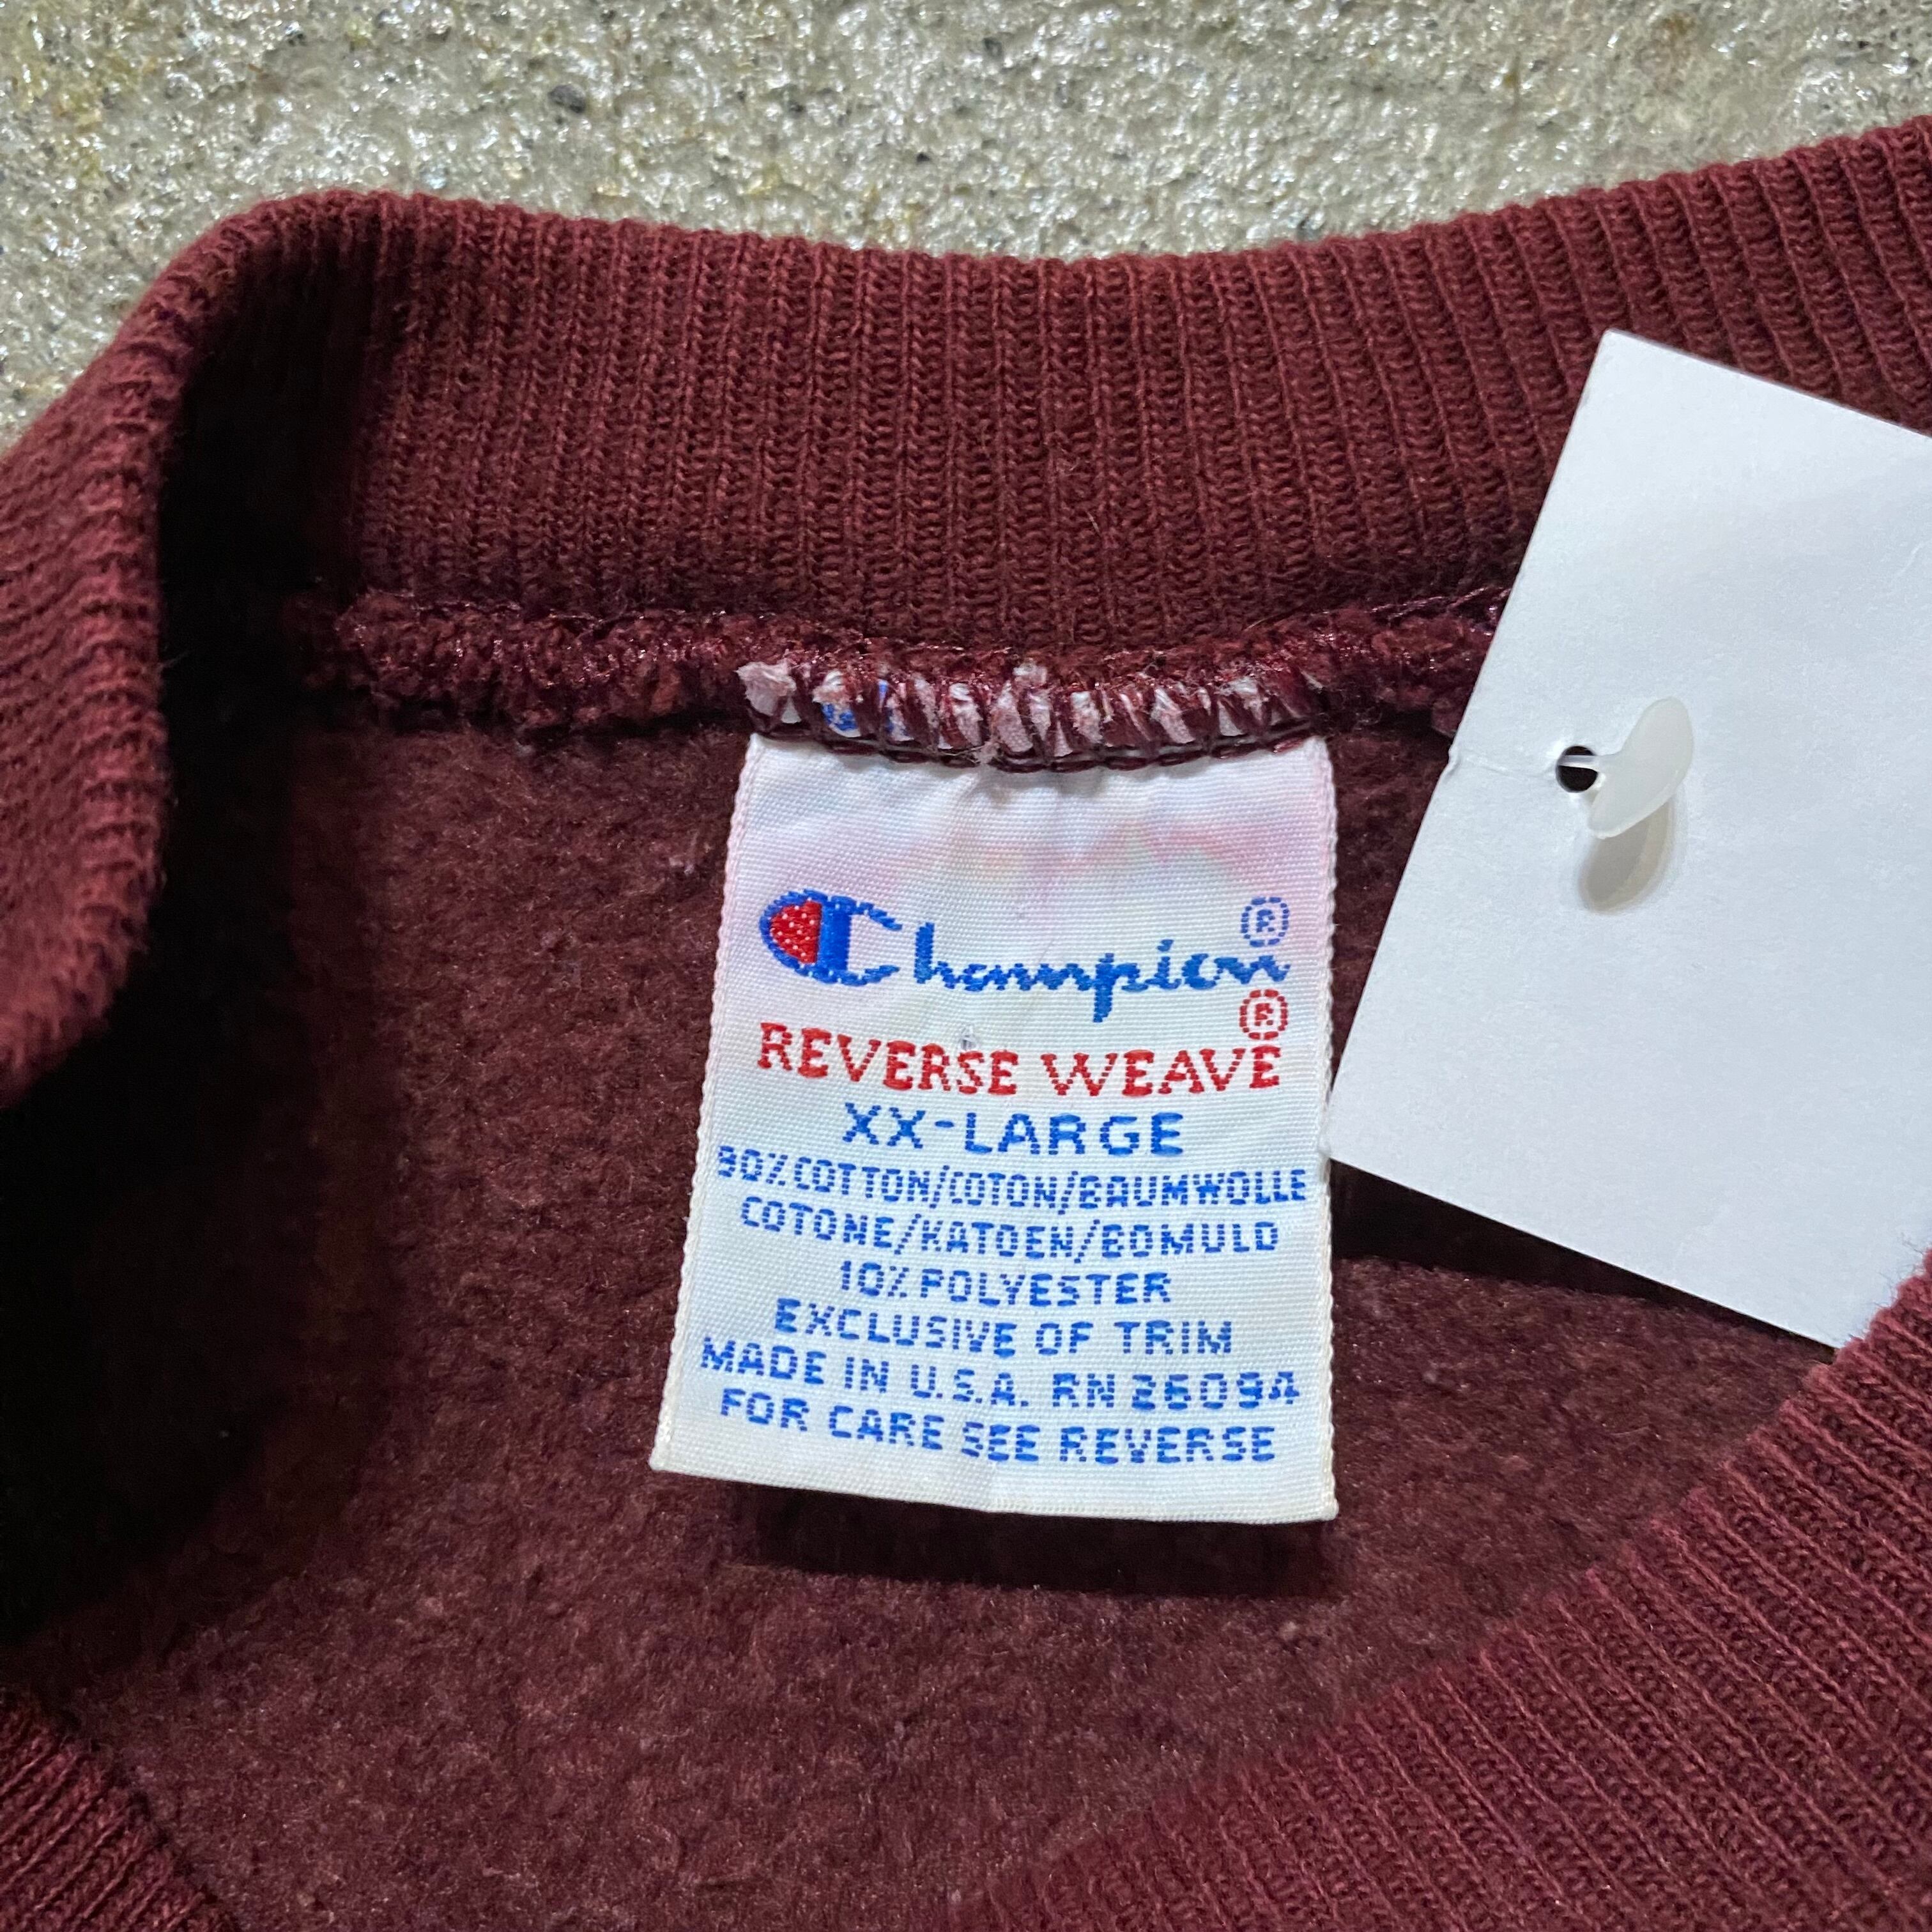 Champion®
REVERSE WEAVE®
XX-LARGE
90% COTTON/COTON/BAUMWOLLE
COTONE/KATOEN/BOMULD
10% POLYESTER
EXCLUSIVE OF TRIM
MADE IN U.S.A. RN 26094
FOR CARE SEE REVERSE